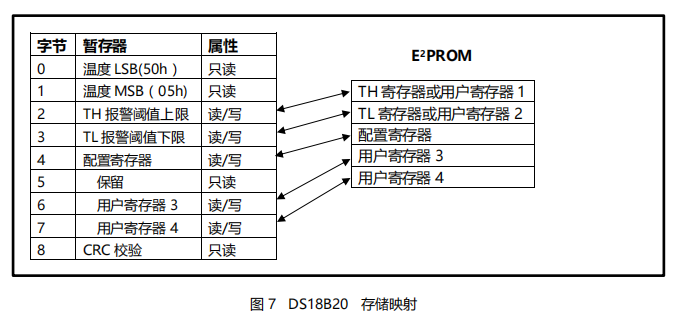 字节 暂存器 属性
0 温度 LSB(50h） 只读
1 温度 MSB（05h) 只读
2 TH 报警阈值上限 读/写
3 TL 报警阈值下限 读/写
4 配置寄存器 读/写
5 保留 只读
6 用户寄存器 3 读/写
7 用户寄存器 4 读/写
8 CRC 校验 只读
E²PROM
TH 寄存器或用户寄存器 1
TL 寄存器或用户寄存器 2
配置寄存器
用户寄存器 3
用户寄存器 4
图 7 DS18B20 存储映射